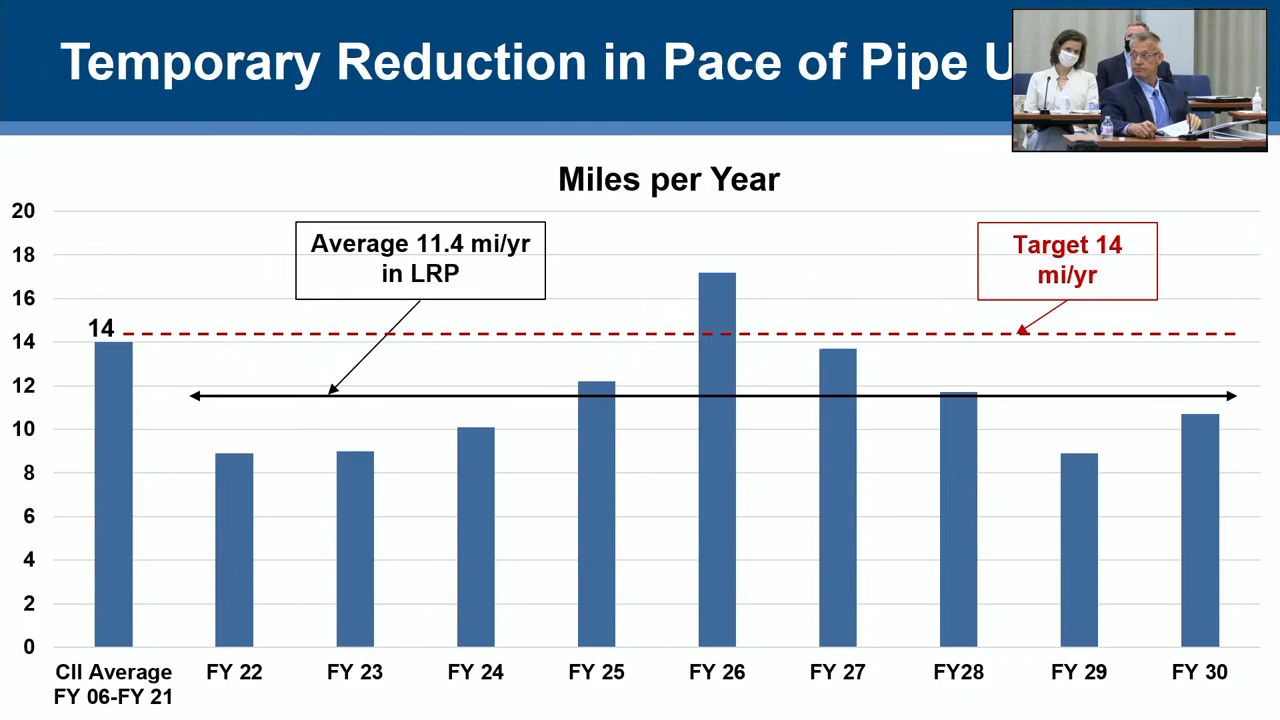 Temporary Reduction in Pace of Pipe U
Miles per Year
20
18
16
14
12
10
8
6
4
2
0
Average 11.4 mi/yr
in LRP
Target 14
mi/yr
14
CII Average
FY 06-FY 21
FY 22
FY 23
FY 24
FY 25
FY 26
FY 27
FY28
FY 29
FY 30